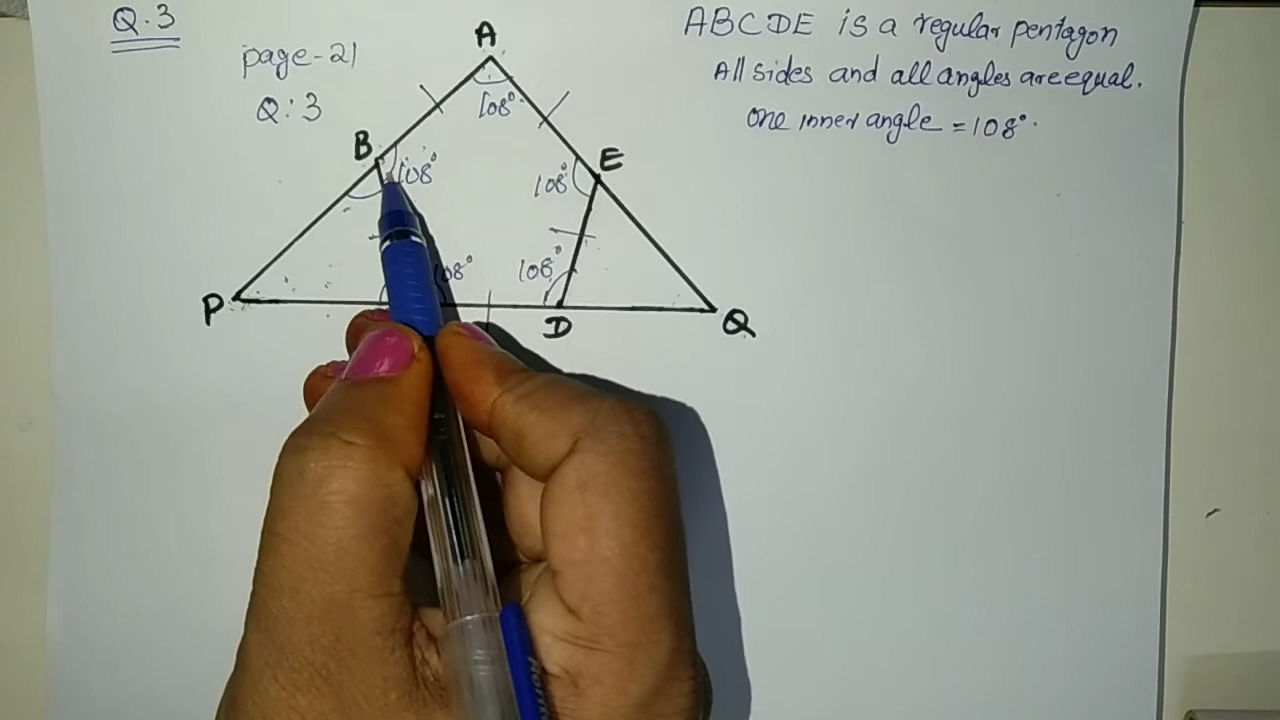 Q.3
page-21
Q:3
ABCDE is a regular pentagon
All sides and all angles are equal.
One inner angle = 108°.
A
108°
B
108°
E
108°
108°
108°
P
D
Q